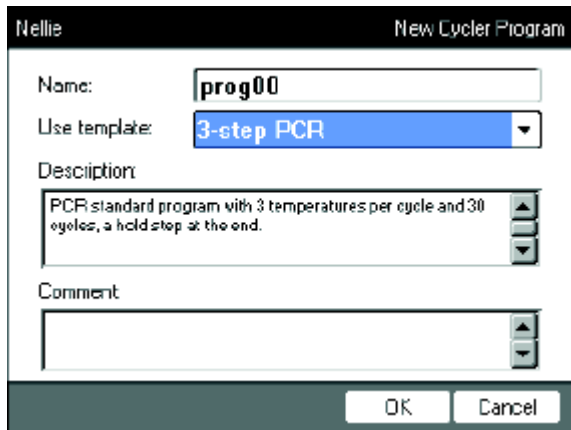 Nellie New Cycler Program
Name: prog00
Use template: 3-step PCR
Description:
PCR standard program with 3 temperatures per cycle and 30
cycles, a hold step at the end.
Comment
OK Cancel